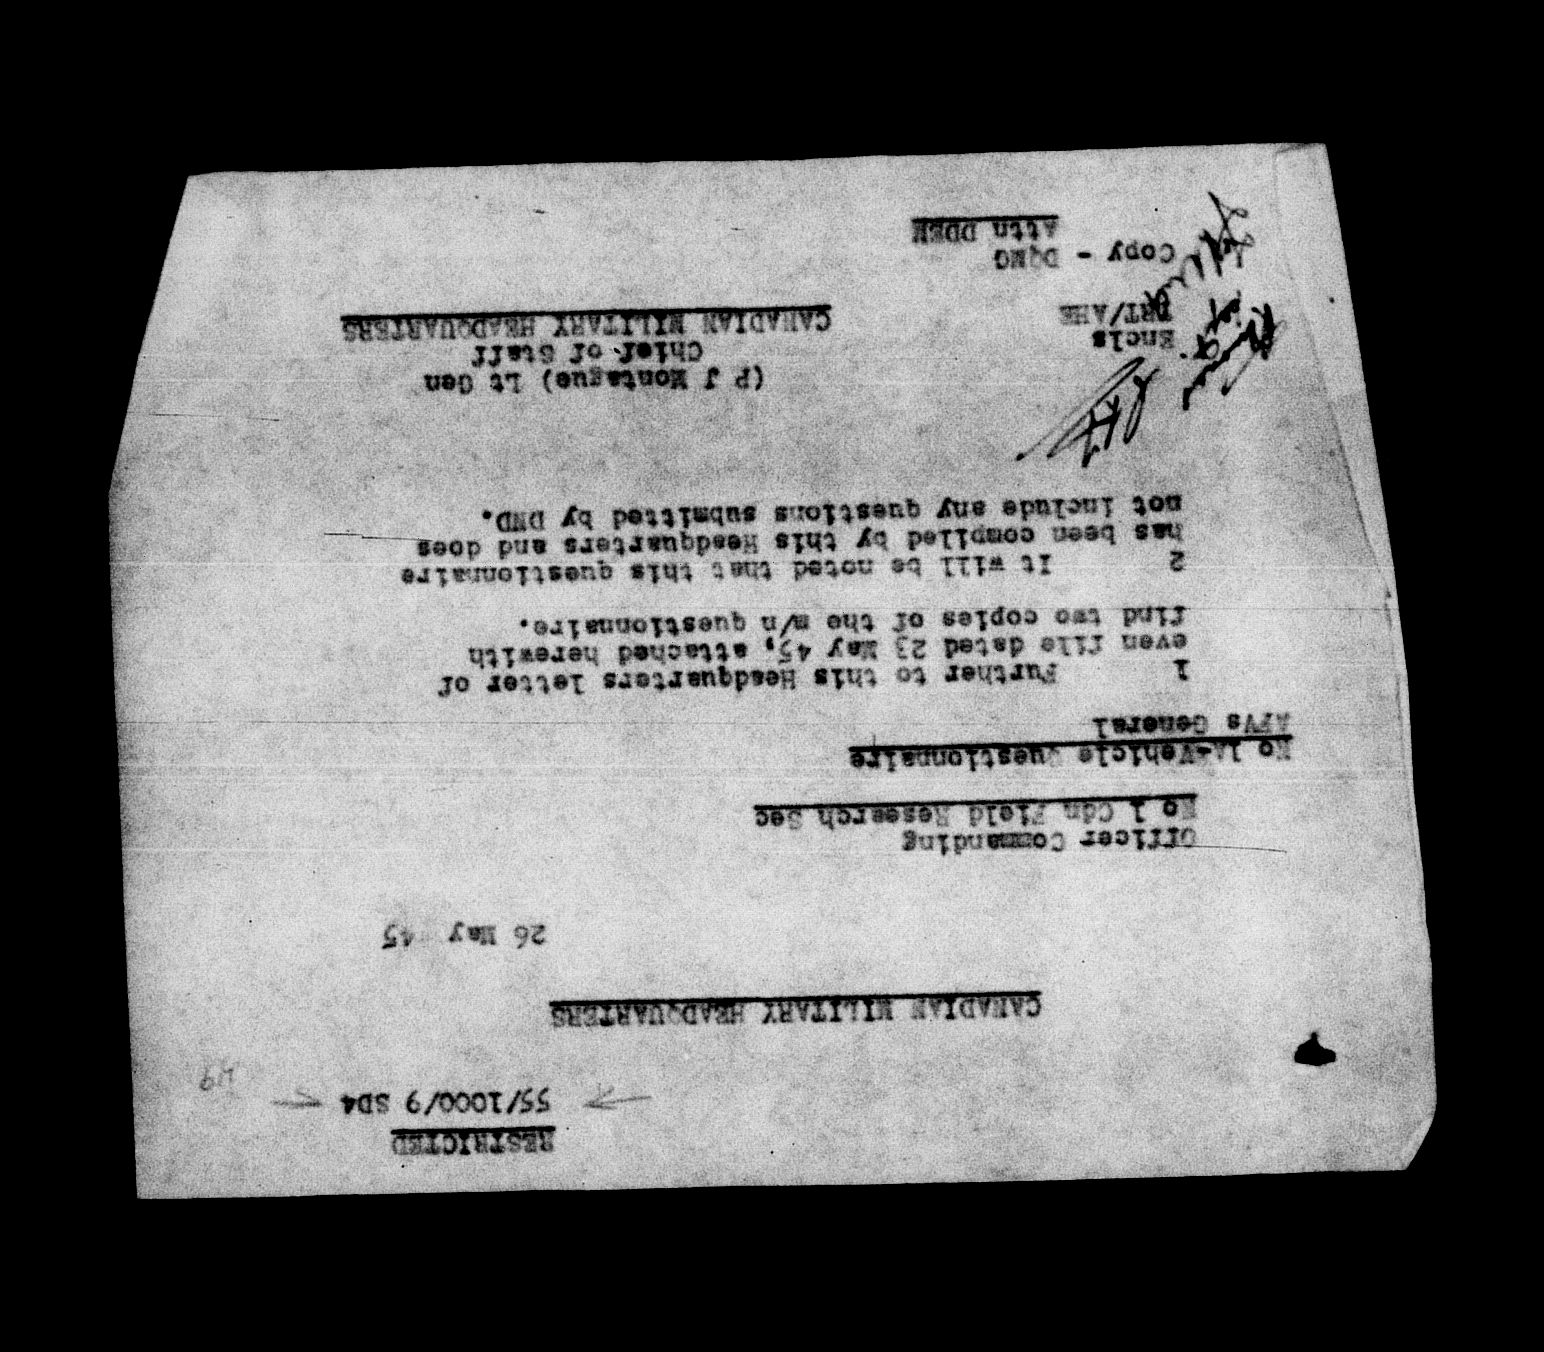 RESTRICTED
55/1000/9 SD4
CANADIAN MILITARY HEADQUARTERS
26 May 45
Officer Commanding
No 1 Cdn Field Research Sec
No 1A-Vehicle Questionnaire
AFVs General
1 Further to this Headquarters letter of
even file dated 23 May 45, attached herewith
find two copies of the m/n questionnaire.
2 It will be noted that this questionnaire
has been compiled by this Headquarters and does
not include any questions submitted by DND.
(P J Montague) Lt Gen
Chief of Staff
CANADIAN MILITARY HEADQUARTERS
Encls
DRT/AHE
Copy - DQMG
Attn DDEM